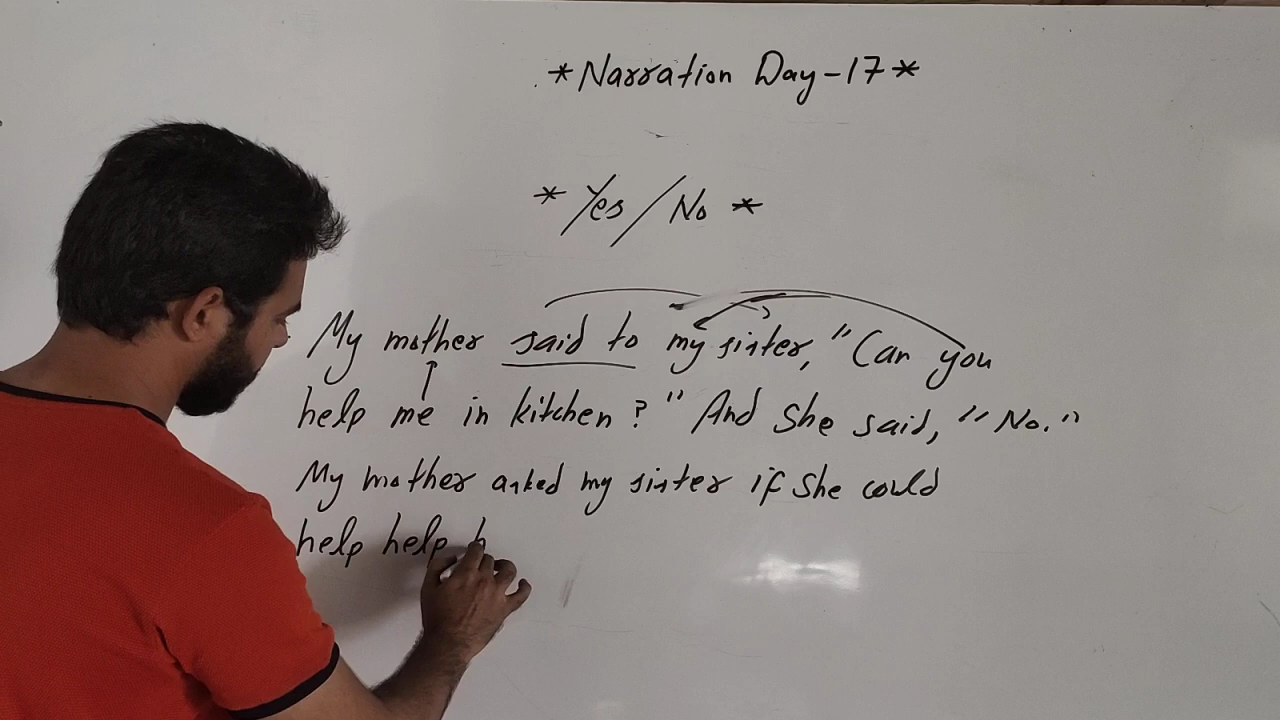 *Narration Day-17*
*Yes/No*
My mother said to my sister, "Can you
help me in kitchen?" And She said, "No."
My mother asked my sister if She could
help help h